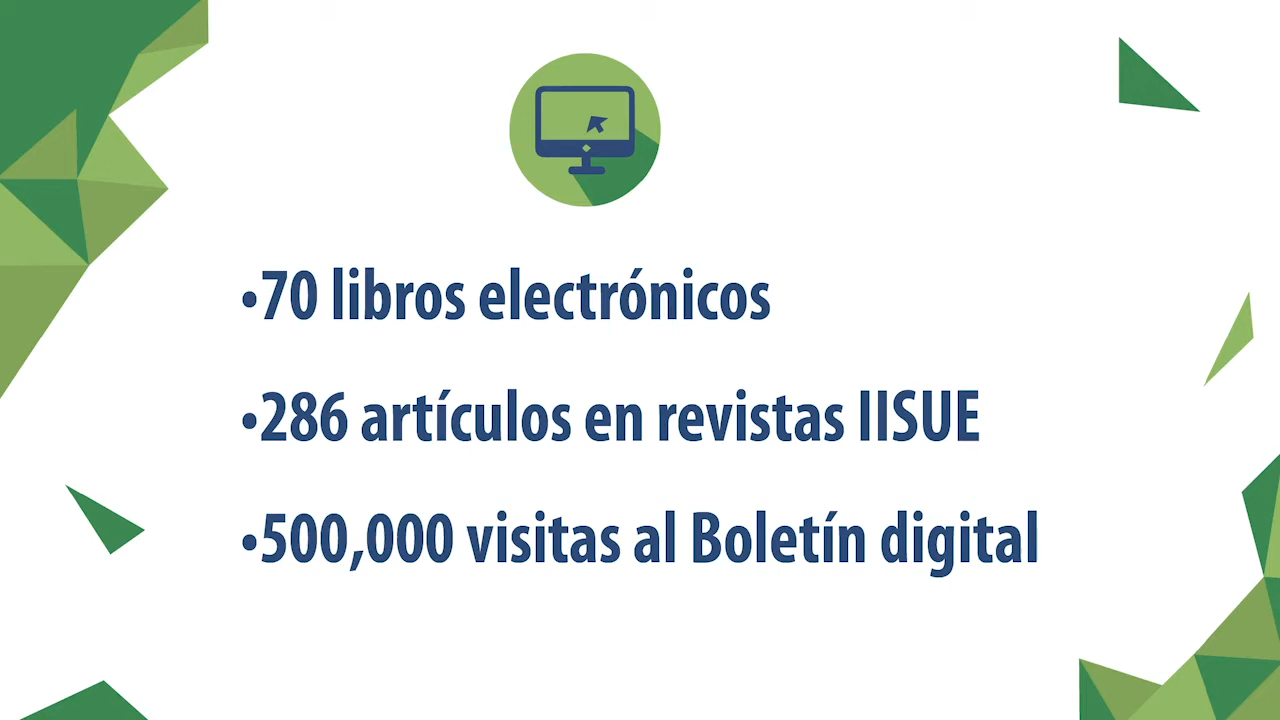 •70 libros electrónicos
•286 artículos en revistas IISUE
•500,000 visitas al Boletín digital